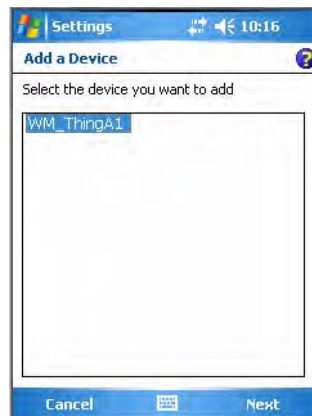 Settings 10:16
Add a Device
Select the device you want to add
WM_ThingA1
Cancel Next